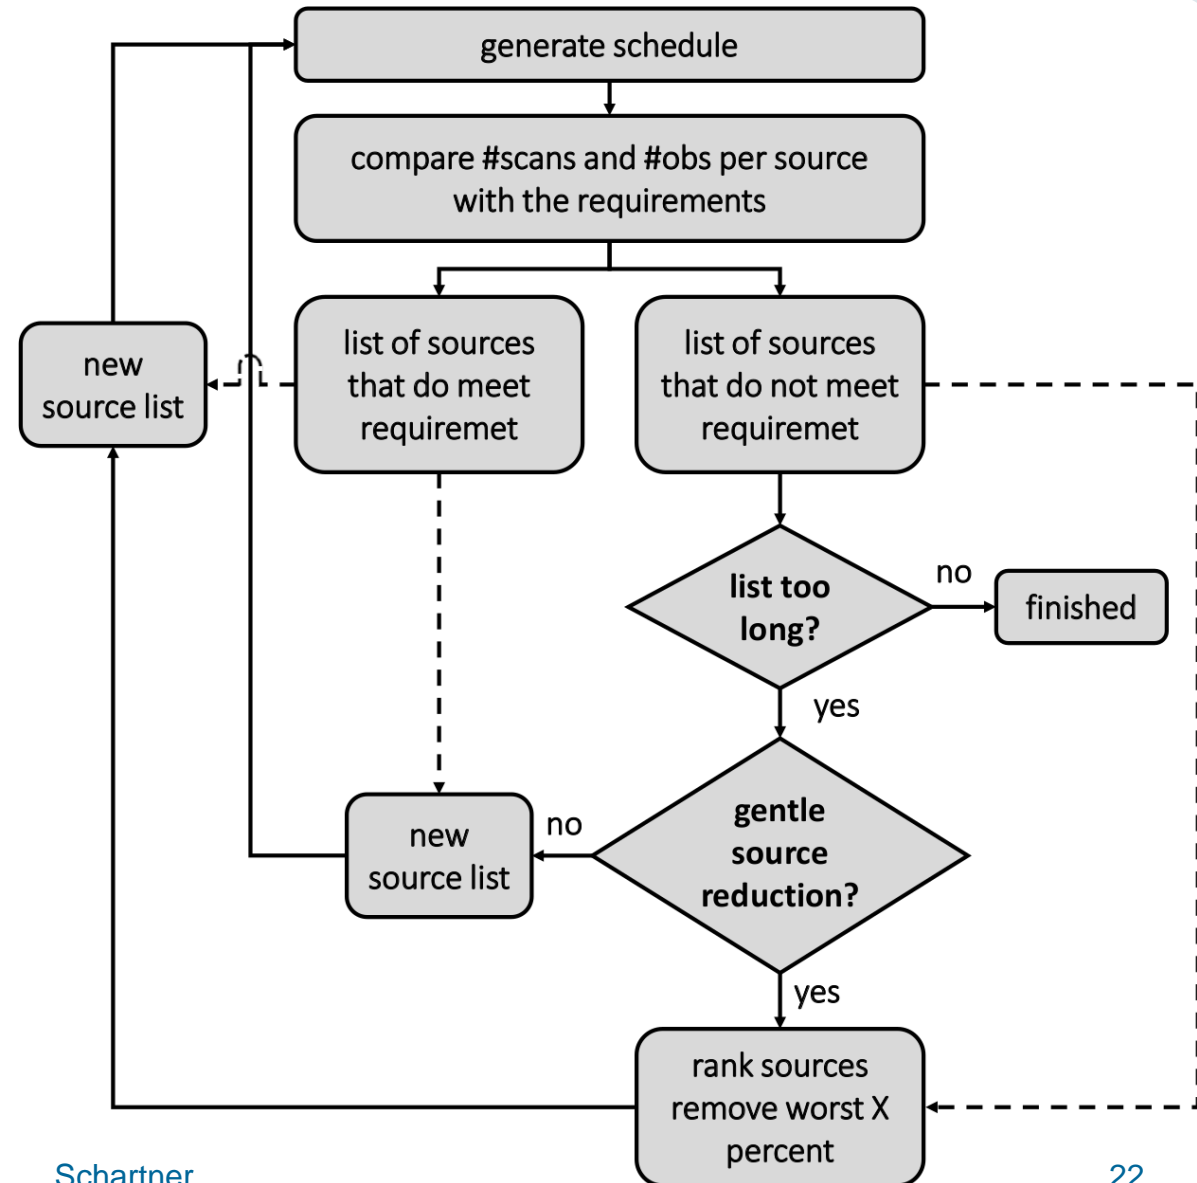 generate schedule
compare #scans and #obs per source
with the requirements
new
source list
list of sources
that do meet
requiremet
list of sources
that do not meet
requiremet
list too
long?
no
finished
yes
gentle
source
reduction?
no
new
source list
yes
rank sources
remove worst X
percent
Schartner
22